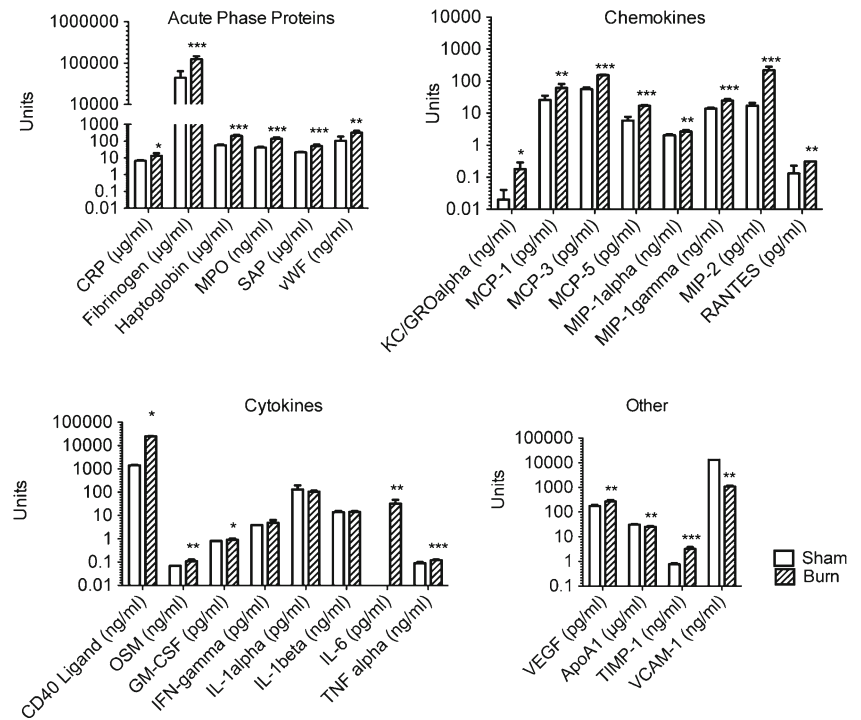 Acute Phase Proteins
Units
1000000
100000
10000
1000
100
10
1
0.1
0.01
* *** *** *** *** **
CRP (µg/ml)
Fibrinogen (µg/ml)
Haptoglobin (µg/ml)
MPO (ng/ml)
SAP (µg/ml)
vWF (ng/ml)
Chemokines
Units
10000
1000
100
10
1
0.1
0.01
* ** *** *** ** *** *** **
KC/GROalpha (ng/ml)
MCP-1 (pg/ml)
MCP-3 (pg/ml)
MCP-5 (pg/ml)
MIP-1alpha (ng/ml)
MIP-1gamma (ng/ml)
MIP-2 (pg/ml)
RANTES (pg/ml)
Cytokines
Units
100000
10000
1000
100
10
1
0.1
0.01
* ** * ** ***
CD40 Ligand (ng/ml)
OSM (ng/ml)
GM-CSF (pg/ml)
IFN-gamma (pg/ml)
IL-1alpha (pg/ml)
IL-1beta (ng/ml)
IL-6 (pg/ml)
TNF alpha (ng/ml)
Other
Units
100000
10000
1000
100
10
1
0.1
** ** *** **
VEGF (pg/ml)
ApoA1 (µg/ml)
TIMP-1 (ng/ml)
VCAM-1 (ng/ml)
Sham
Burn